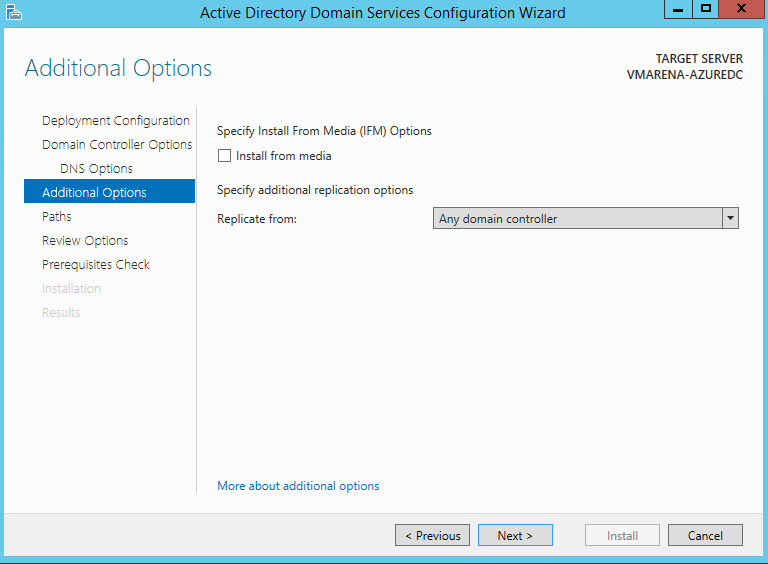 Active Directory Domain Services Configuration Wizard
Additional Options
TARGET SERVER
VMARENA-AZUREDC
Deployment Configuration
Domain Controller Options
DNS Options
Additional Options
Paths
Review Options
Prerequisites Check
Installation
Results
Specify Install From Media (IFM) Options
Install from media
Specify additional replication options
Replicate from: Any domain controller
More about additional options
< Previous Next > Install Cancel